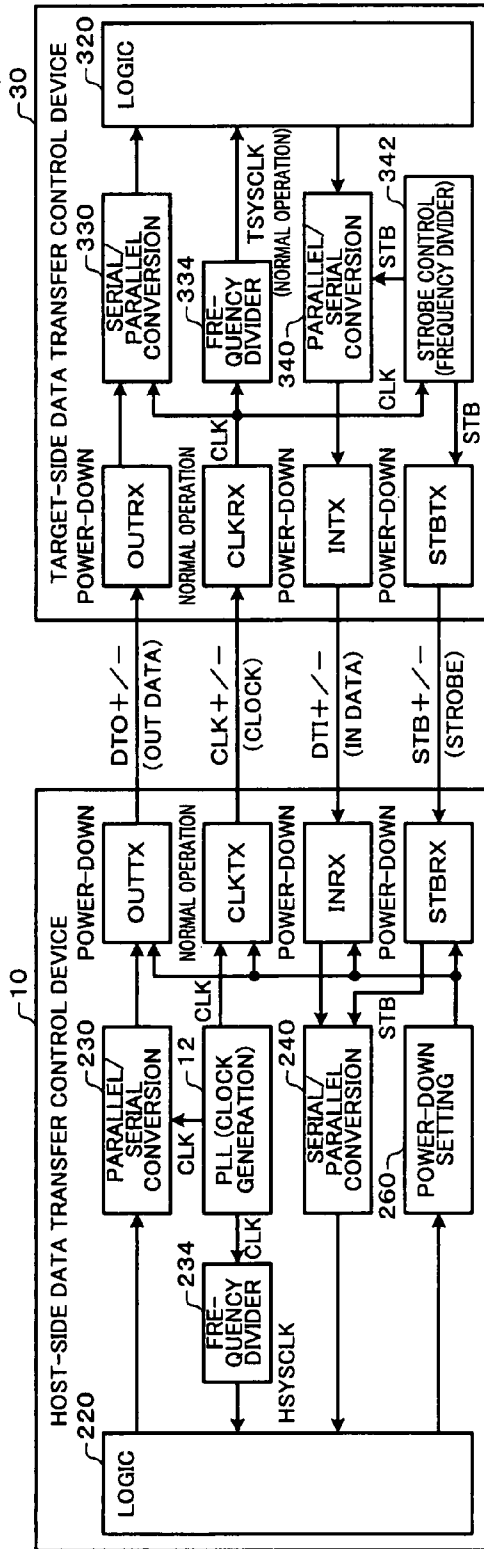 10
HOST-SIDE DATA TRANSFER CONTROL DEVICE
220
LOGIC
230
PARALLEL/
SERIAL
CONVERSION
POWER-DOWN
OUTTX
CLK
12
PLL (CLOCK
GENERATION)
CLK
NORMAL OPERATION
CLKTX
CLK
234
FRE-
QUENCY
DIVIDER
HSYSCLK
240
SERIAL/
PARALLEL
CONVERSION
POWER-DOWN
INRX
STB
260
POWER-DOWN
SETTING
POWER-DOWN
STBRX
DTO+/-
(OUT DATA)
CLK+/-
(CLOCK)
DTI+/-
(IN DATA)
STB+/-
(STROBE)
30
TARGET-SIDE DATA TRANSFER CONTROL DEVICE
POWER-DOWN
OUTRX
330
SERIAL/
PARALLEL
CONVERSION
320
LOGIC
NORMAL OPERATION
CLKRX
CLK
334
FRE-
QUENCY
DIVIDER
TSYSCLK
(NORMAL OPERATION)
POWER-DOWN
INTX
340
PARALLEL/
SERIAL
CONVERSION
STB
CLK
342
STROBE CONTROL
(FREQUENCY DIVIDER)
STB
POWER-DOWN
STBTX